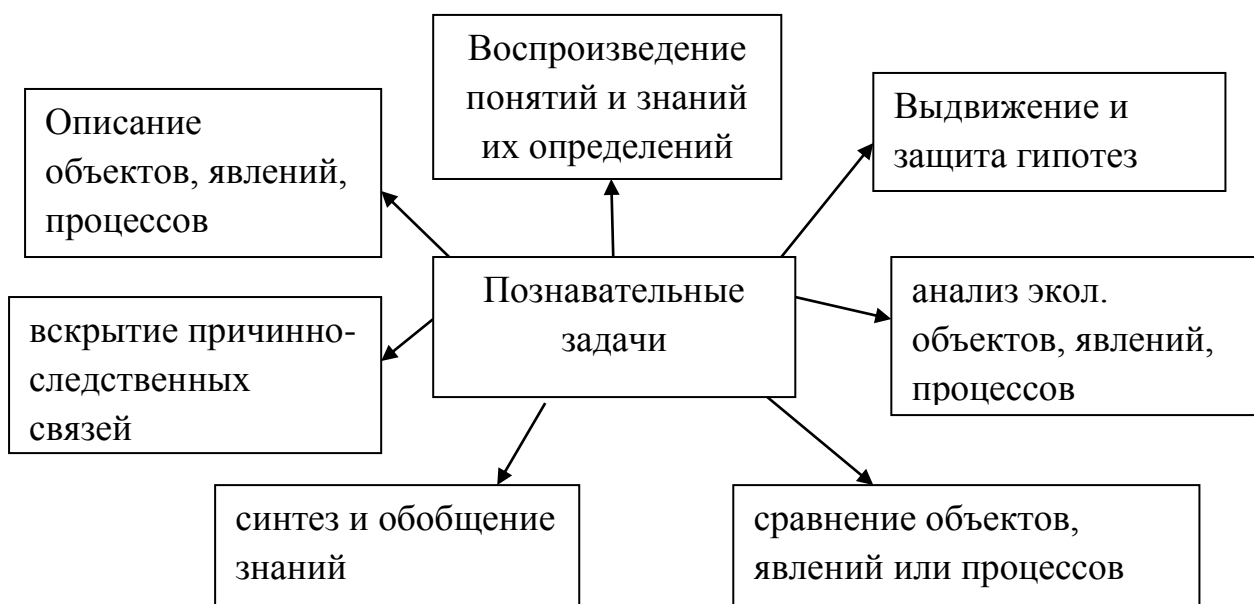 Воспроизведение
понятий и знаний
их определений
Описание
объектов, явлений,
процессов
Выдвижение и
защита гипотез
Познавательные
задачи
анализ экол.
объектов, явлений,
процессов
вскрытие причинно-
следственных
связей
синтез и обобщение
знаний
сравнение объектов,
явлений или процессов